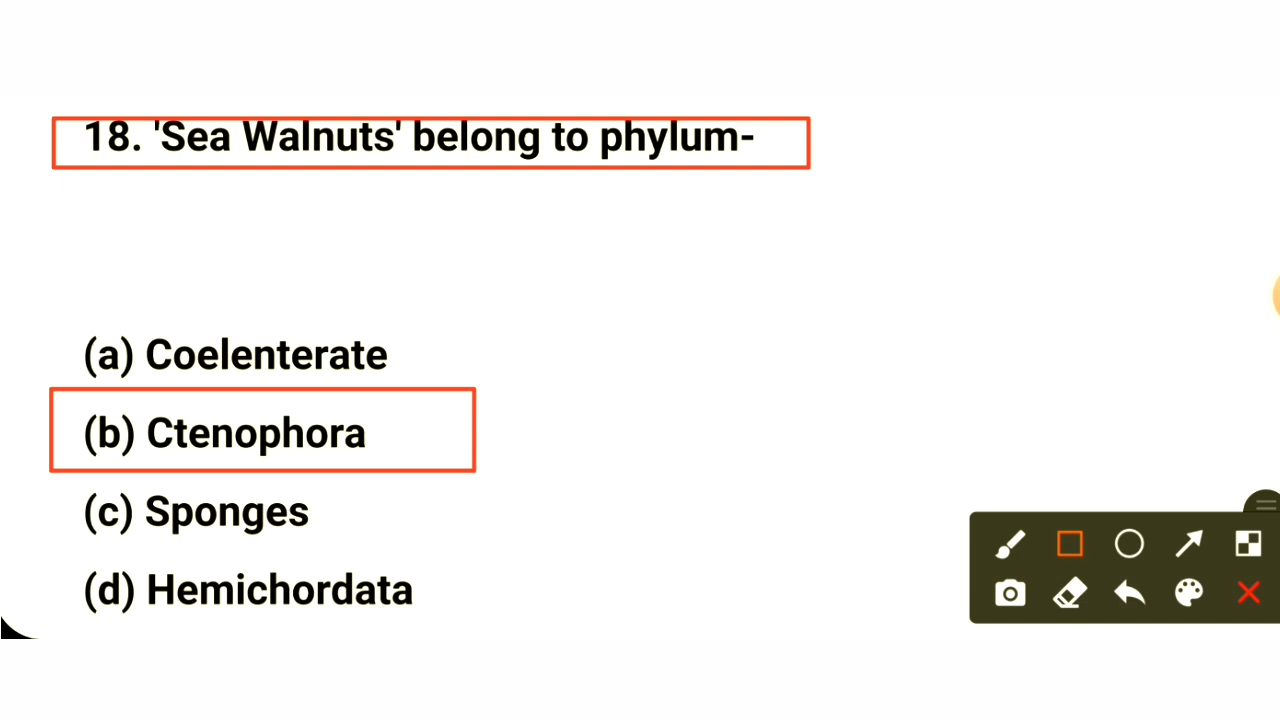 18. 'Sea Walnuts' belong to phylum-
(a) Coelenterate
(b) Ctenophora
(c) Sponges
(d) Hemichordata